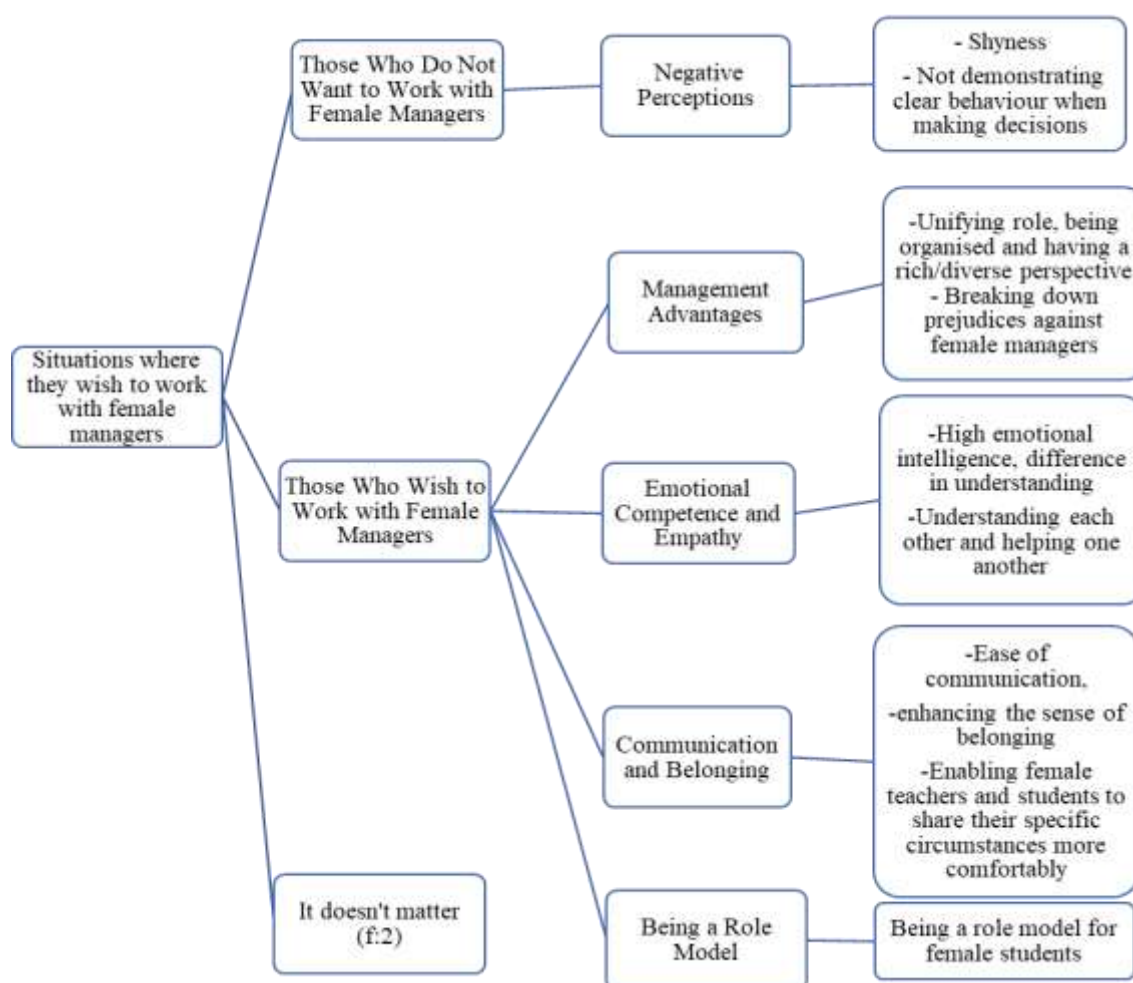 Situations where
they wish to work
with female
managers
Those Who Do Not
Want to Work with
Female Managers
Negative
Perceptions
- Shyness
- Not demonstrating
clear behaviour when
making decisions
Those Who Wish to
Work with Female
Managers
Management
Advantages
-Unifying role, being
organised and having a
rich/diverse perspective
- Breaking down
prejudices against
female managers
Emotional
Competence and
Empathy
-High emotional
intelligence, difference
in understanding
-Understanding each
other and helping one
another
Communication
and Belonging
-Ease of
communication,
-enhancing the sense of
belonging
-Enabling female
teachers and students to
share their specific
circumstances more
comfortably
Being a Role
Model
Being a role model for
female students
It doesn't matter
(f:2)